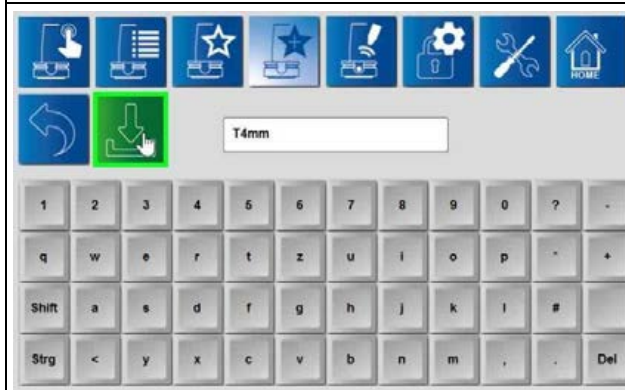 HOME
T4mm
1 2 3 4 5 6 7 8 9 0 ? -
q w e r t z u i o p * +
Shift a s d f g h j k l #
Strg < y x c v b n m , . Del